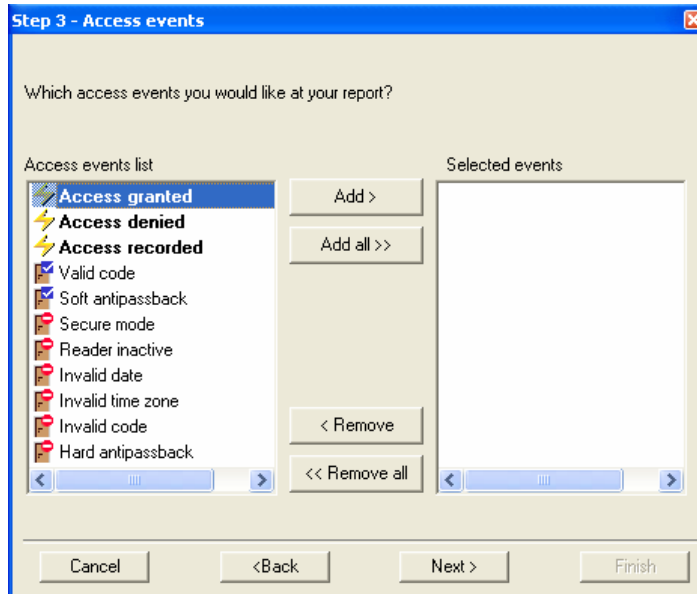 Step 3 - Access events
Which access events you would like at your report?
Access events list
Selected events
Access granted
Access denied
Access recorded
Valid code
Soft antipassback
Secure mode
Reader inactive
Invalid date
Invalid time zone
Invalid code
Hard antipassback
Add >
Add all >>
< Remove
<< Remove all
Cancel
<Back
Next >
Finish